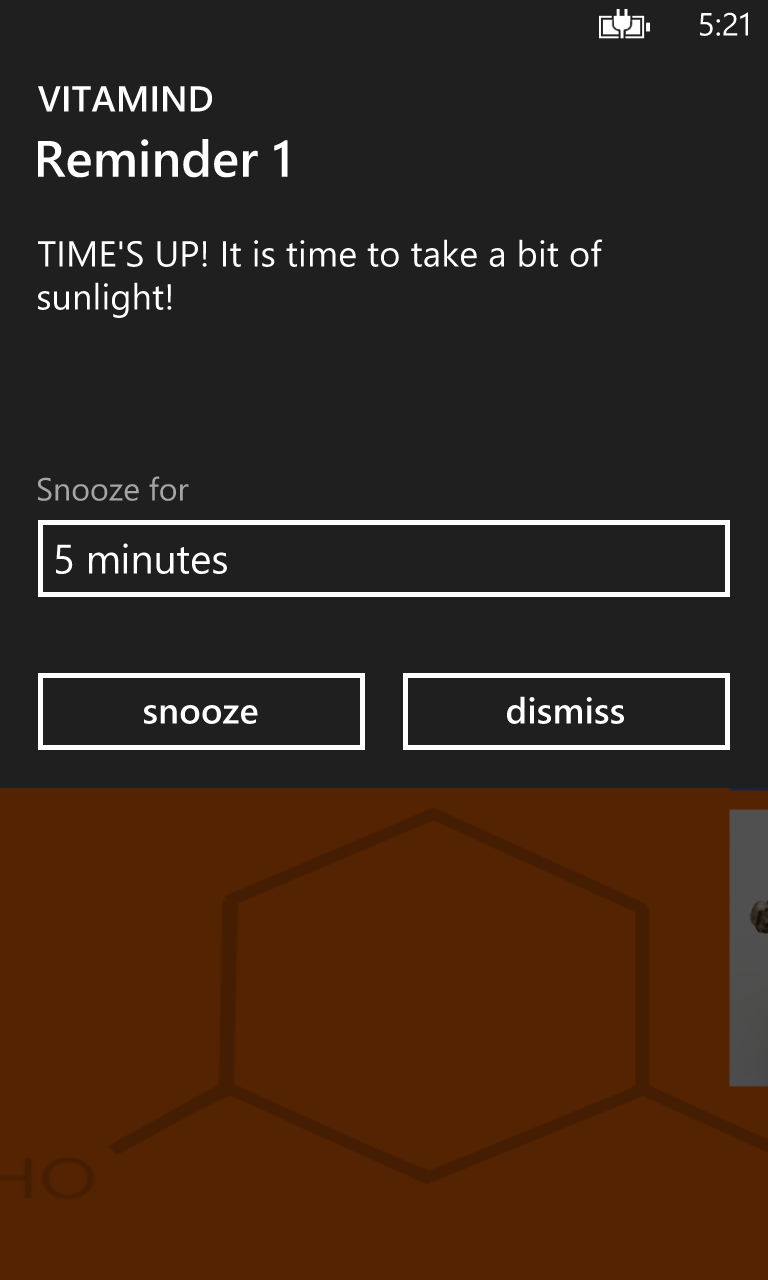 5:21
VITAMIND
Reminder 1
TIME'S UP! It is time to take a bit of
sunlight!
Snooze for
5 minutes
snooze dismiss
HO